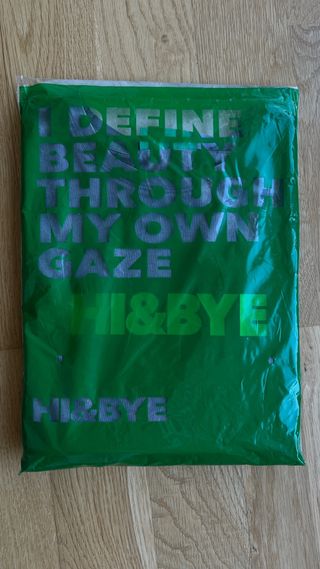 I DEFINE
BEAUTY
THROUGH
MY OWN
GAZE
HI&BYE
HI&BYE